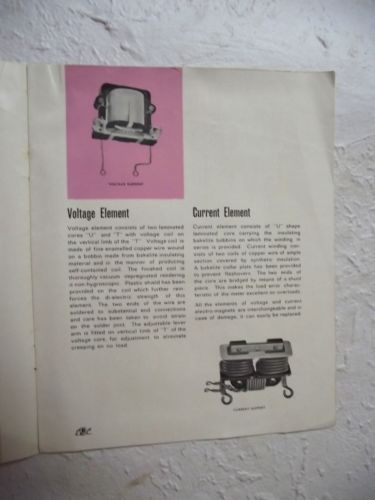 VOLTAGE ELEMENT
Voltage Element
Voltage element consists of two laminated
cores "U" and "T" with voltage coil on
the vertical limb of the "T" Voltage coil is
made of fine enamelled copper wire wound
on a bobbin made from bakelite insulating
material and in the manner of producing
self-contained coil. The finished coil is
thoroughly vacuum impregnated rendering
it non-hygroscopic. Plastic shield has been
provided on the coil which further rein-
forces the di-electric strength of this
element. The two ends of the wire are
soldered to substantial end connections
and care has been taken to avoid strain
on the solder joint. The adjustable lever
arm is fitted on vertical limb of "T" of the
voltage core, for adjustment to eliminate
creeping on no load
Current Element
Current element consists of "U" shape
laminated core carrying the insulating
bakelite bobbins on which the winding in
series is provided. Current winding con-
sists of two coils of copper wire of ample
section covered by synthetic insulation.
A bakelite collar plate has been provided
to prevent flashovers. The two ends of
the core are bridged by means of a shunt
piece This makes the load error charac-
teristic of the meter excellent on overloads.
All the elements of voltage and current
electro-magnets are interchangeable and in
case of damage, it can easily be replaced
CURRENT ELEMENT